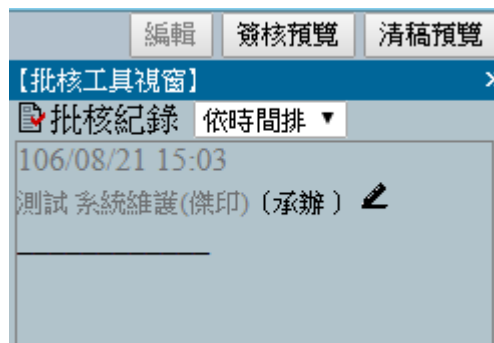 編輯 簽核預覽 清稿預覽
【批核工具視窗】 ×
批核紀錄 依時間排 ▼
106/08/21 15:03
測試 系統維護(傑印)〔承辦〕